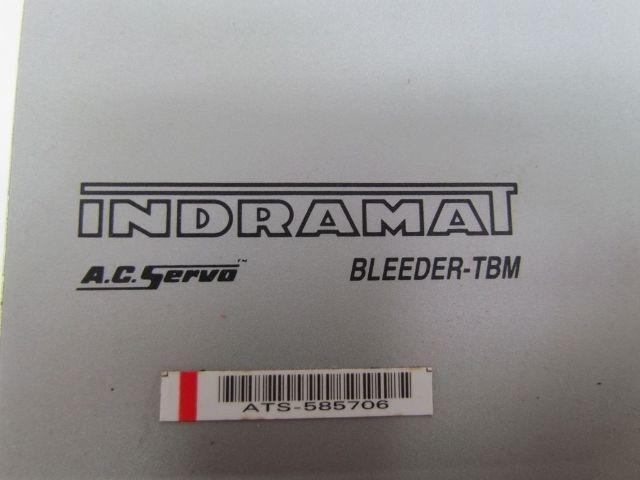 INDRAMAT
A.C. Servo™ BLEEDER-TBM
ATS-585706